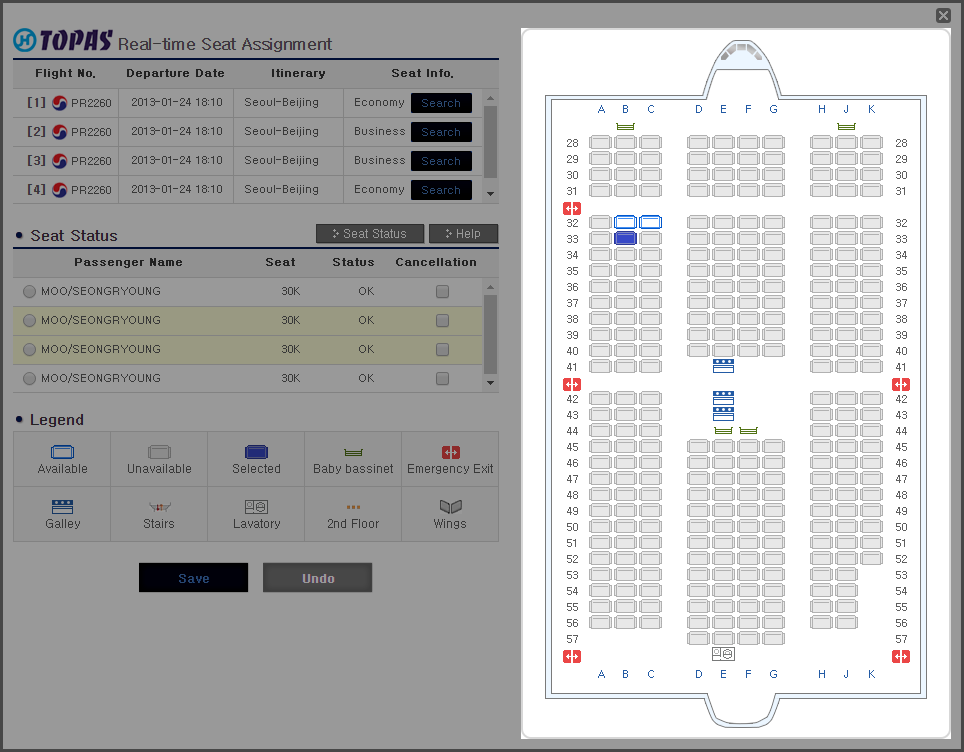 TOPAS Real-time Seat Assignment
Flight No. Departure Date Itinerary Seat Info.
[1] PR2260 2013-01-24 18:10 Seoul-Beijing Economy Search
[2] PR2260 2013-01-24 18:10 Seoul-Beijing Business Search
[3] PR2260 2013-01-24 18:10 Seoul-Beijing Business Search
[4] PR2260 2013-01-24 18:10 Seoul-Beijing Economy Search
Seat Status Seat Status Help
Passenger Name Seat Status Cancellation
MOO/SEONGRYOUNG 30K OK
MOO/SEONGRYOUNG 30K OK
MOO/SEONGRYOUNG 30K OK
MOO/SEONGRYOUNG 30K OK
Legend
Available Unavailable Selected Baby bassinet Emergency Exit
Galley Stairs Lavatory 2nd Floor Wings
Save Undo
A B C D E F G H J K
28 28
29 29
30 30
31 31
32 32
33 33
34 34
35 35
36 36
37 37
38 38
39 39
40 40
41 41
42 42
43 43
44 44
45 45
46 46
47 47
48 48
49 49
50 50
51 51
52 52
53 53
54 54
55 55
56 56
57 57
A B C D E F G H J K